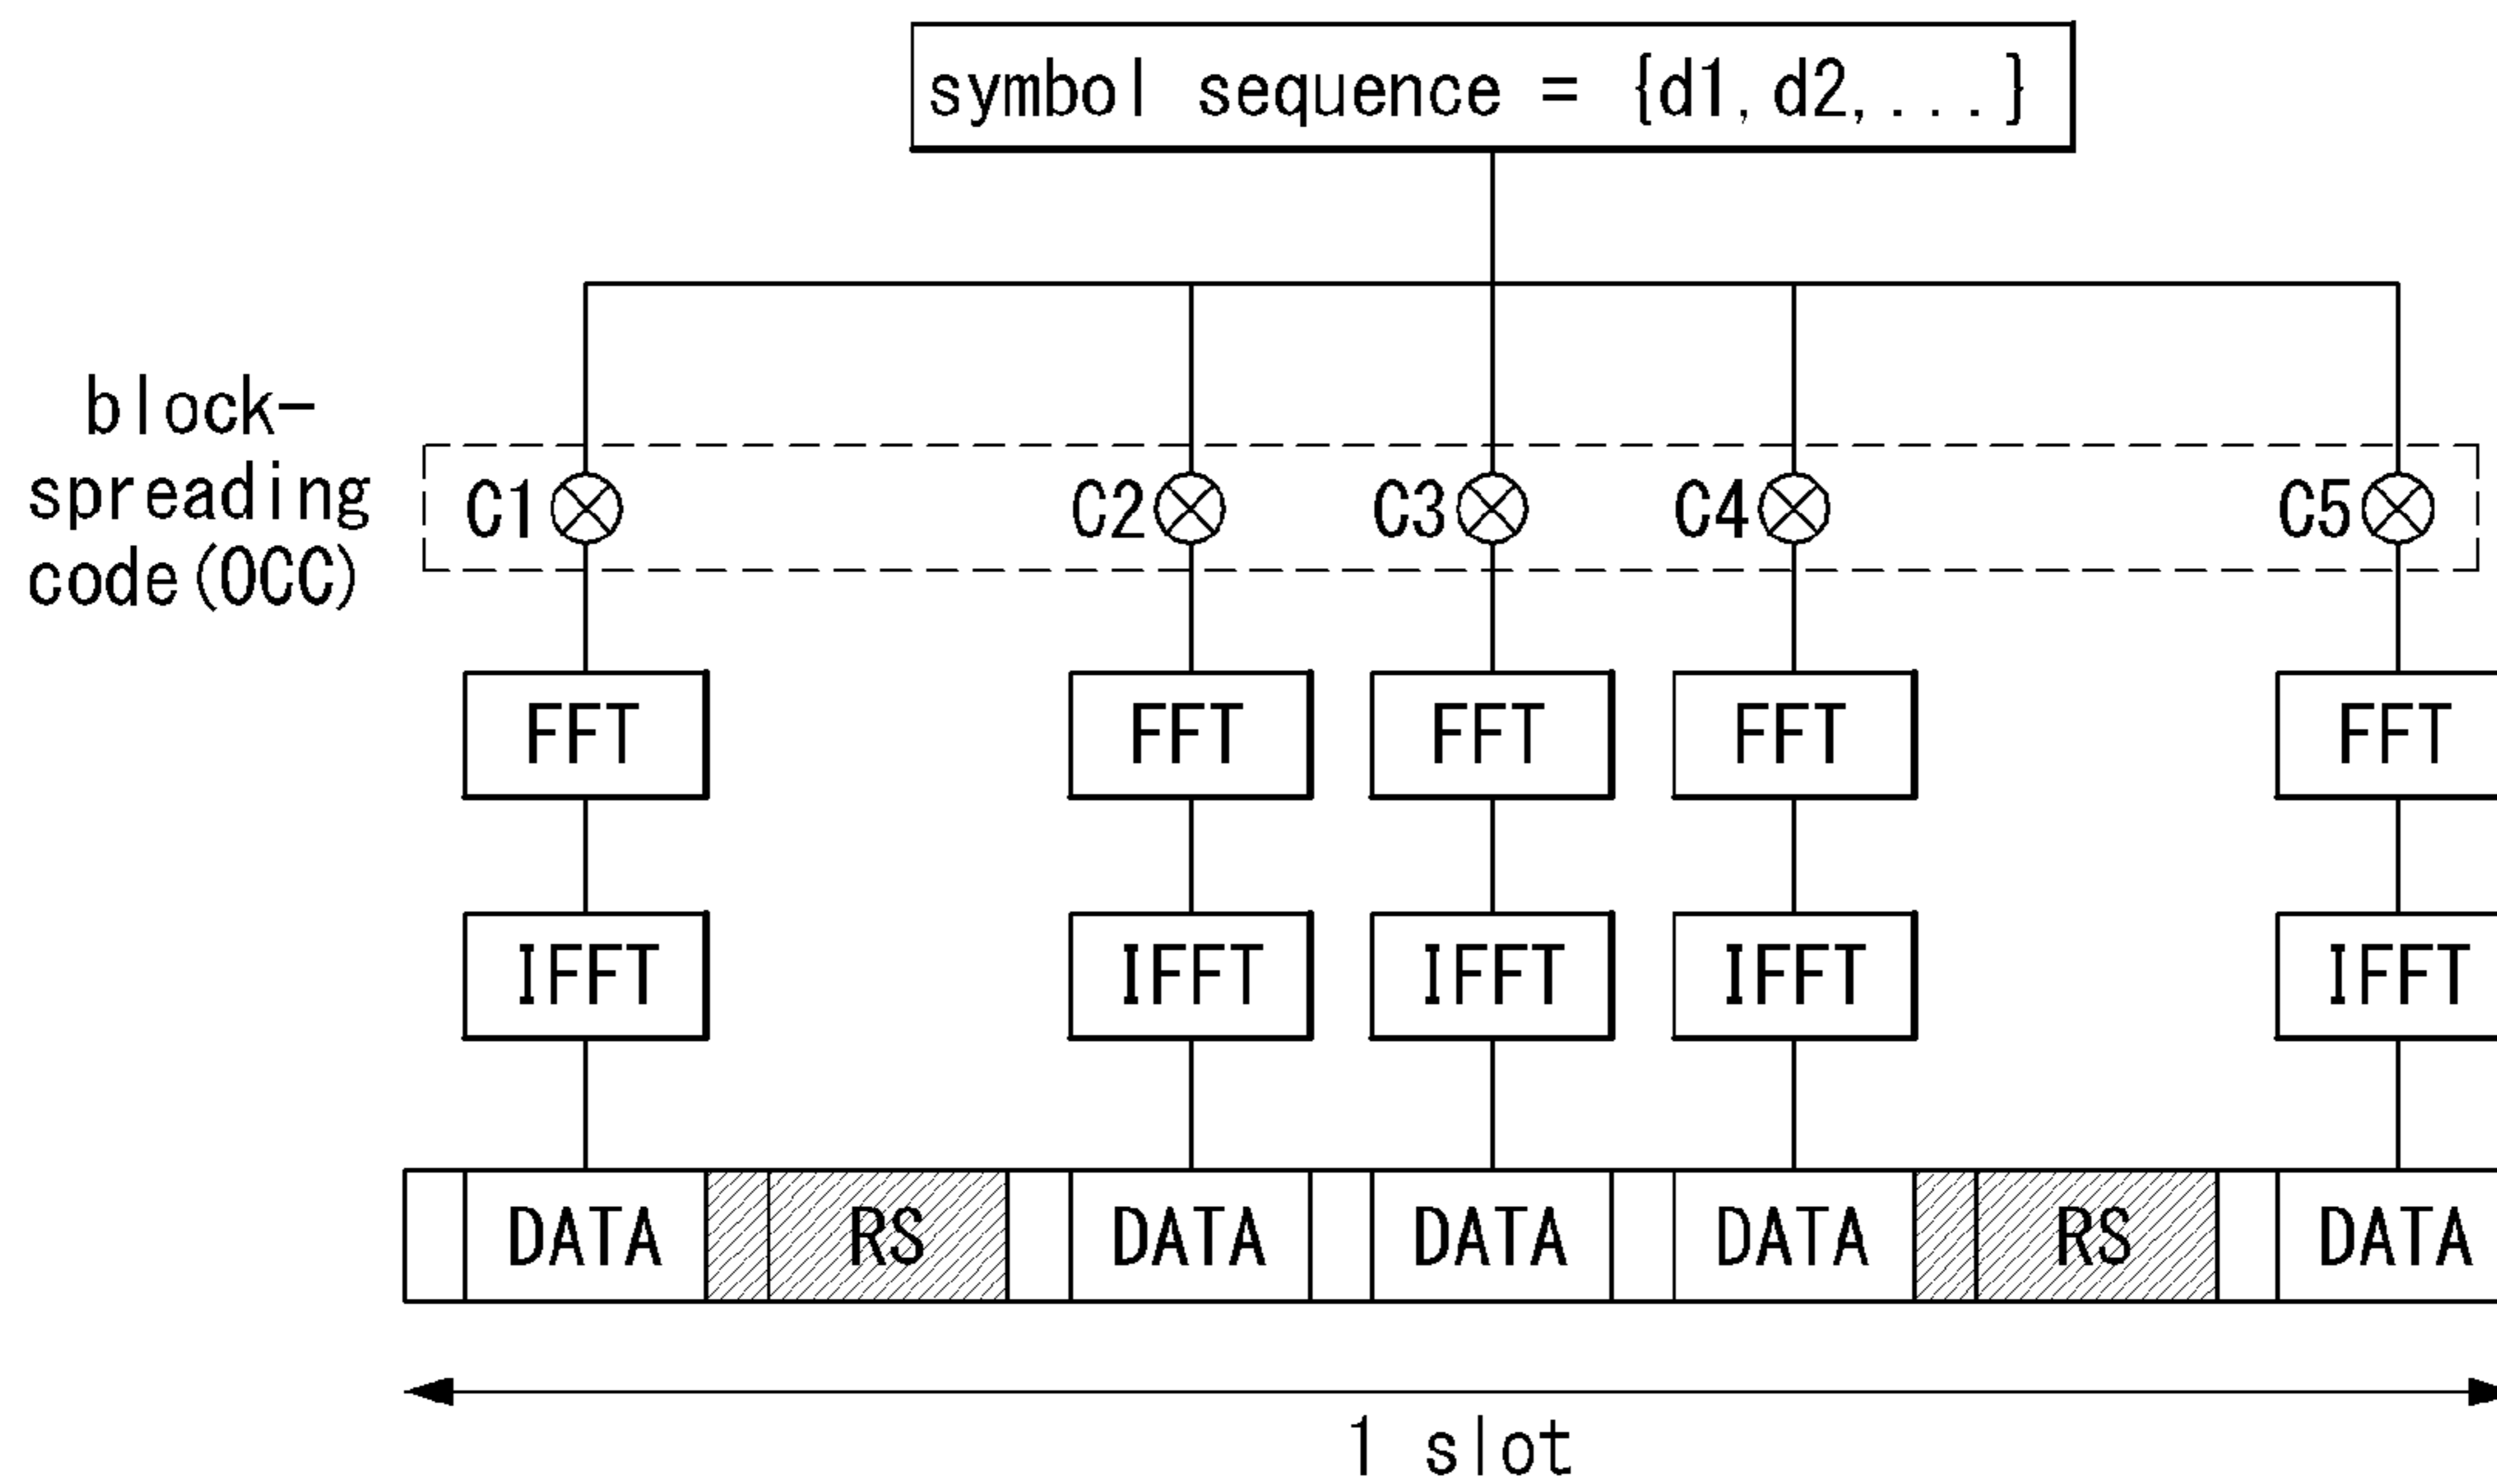 symbol sequence = {d1, d2, ...}
block-
spreading
code(OCC)
C1 C2 C3 C4 C5
FFT FFT FFT FFT FFT
IFFT IFFT IFFT IFFT IFFT
DATA RS DATA DATA DATA RS DATA
1 slot